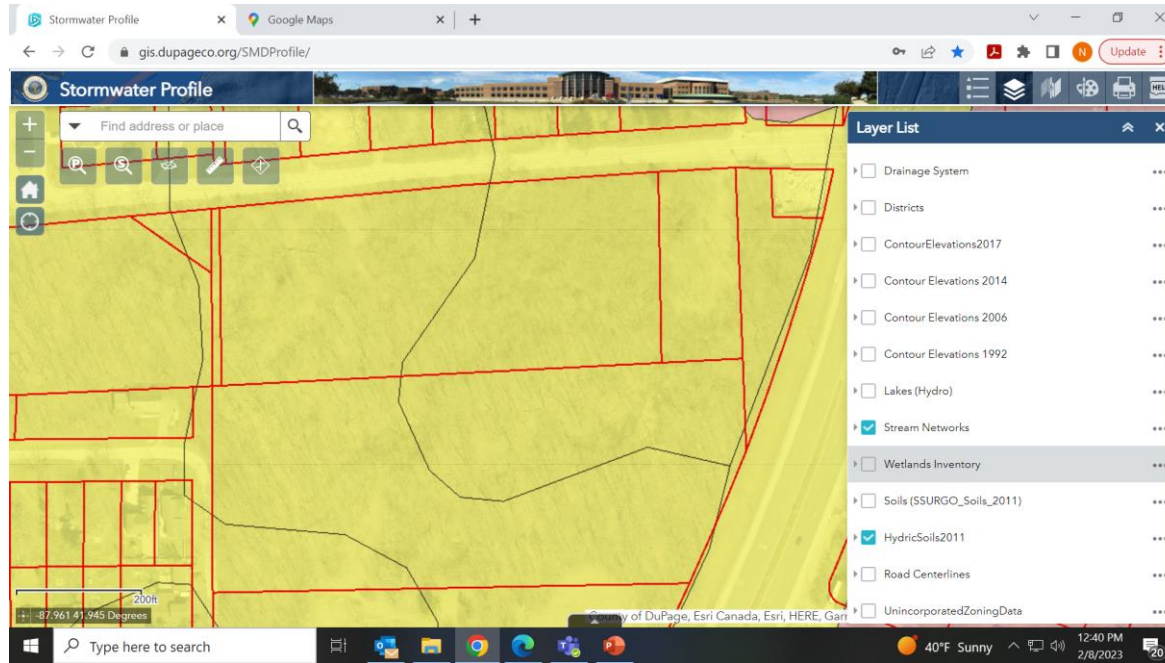 Stormwater Profile
Google Maps
gis.dupageco.org/SMDProfile/
N
Update
Stormwater Profile
Find address or place
P
S
Layer List
Drainage System
Districts
ContourElevations2017
Contour Elevations 2014
Contour Elevations 2006
Contour Elevations 1992
Lakes (Hydro)
Stream Networks
Wetlands Inventory
Soils (SSURGO_Soils_2011)
HydricSoils2011
Road Centerlines
UnincorporatedZoningData
200ft
-87.961 41.945 Degrees
County of DuPage, Esri Canada, Esri, HERE, Garr
Type here to search
40°F Sunny
12:40 PM
2/8/2023
20